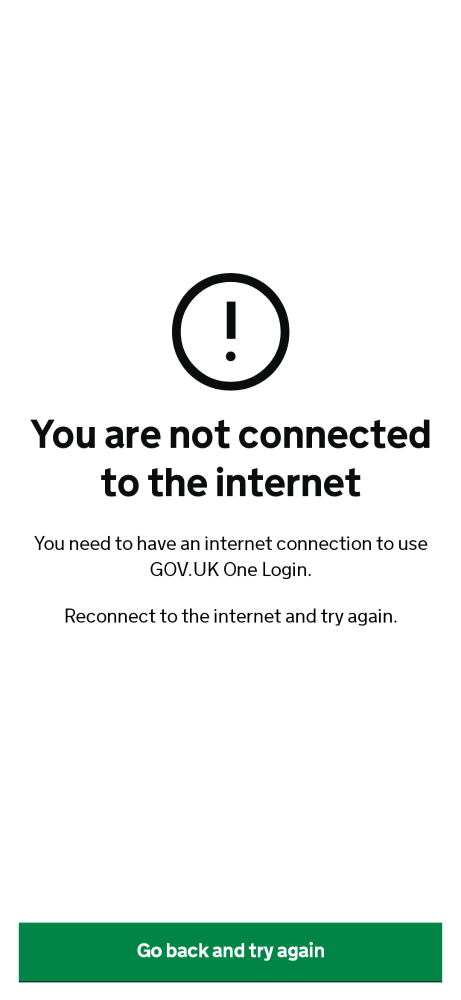 You are not connected
to the internet
You need to have an internet connection to use
GOV.UK One Login.
Reconnect to the internet and try again.
Go back and try again